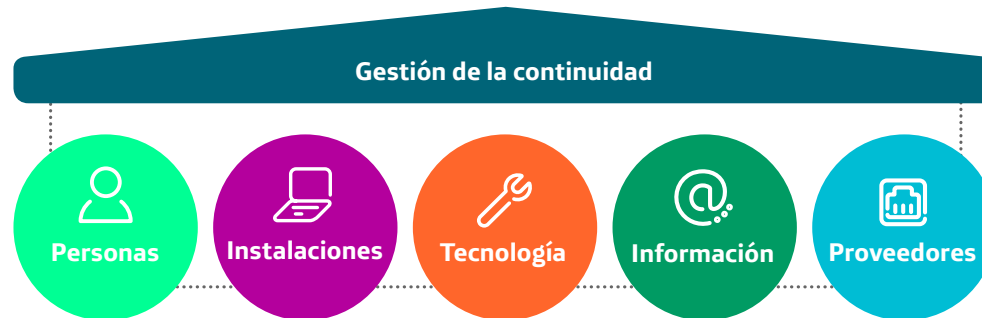 Gestión de la continuidad
Personas
Instalaciones
Tecnología
Información
Proveedores